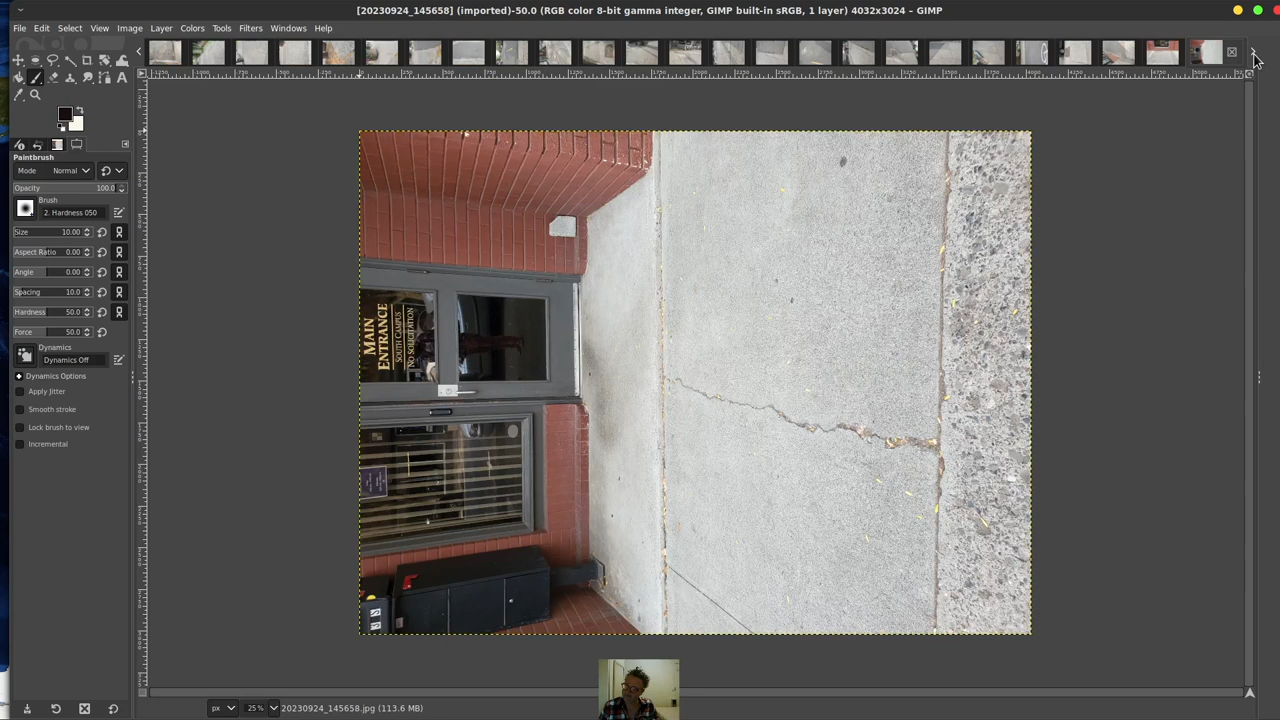 [20230924_145658] (imported)-50.0 (RGB color 8-bit gamma integer, GIMP built-in sRGB, 1 layer) 4032x3024 – GIMP
File Edit Select View Image Layer Colors Tools Filters Windows Help
Paintbrush
Mode Normal
Opacity 100.0
Brush
2. Hardness 050
Size 10.00
Aspect Ratio 0.00
Angle 0.00
Spacing 10.0
Hardness 50.0
Force 50.0
Dynamics
Dynamics Off
Dynamics Options
Apply Jitter
Smooth stroke
Lock brush to view
Incremental
MAIN
ENTRANCE
SOUTH CAMPUS
NO SOLICITATION
px 25% 20230924_145658.jpg (113.6 MB)